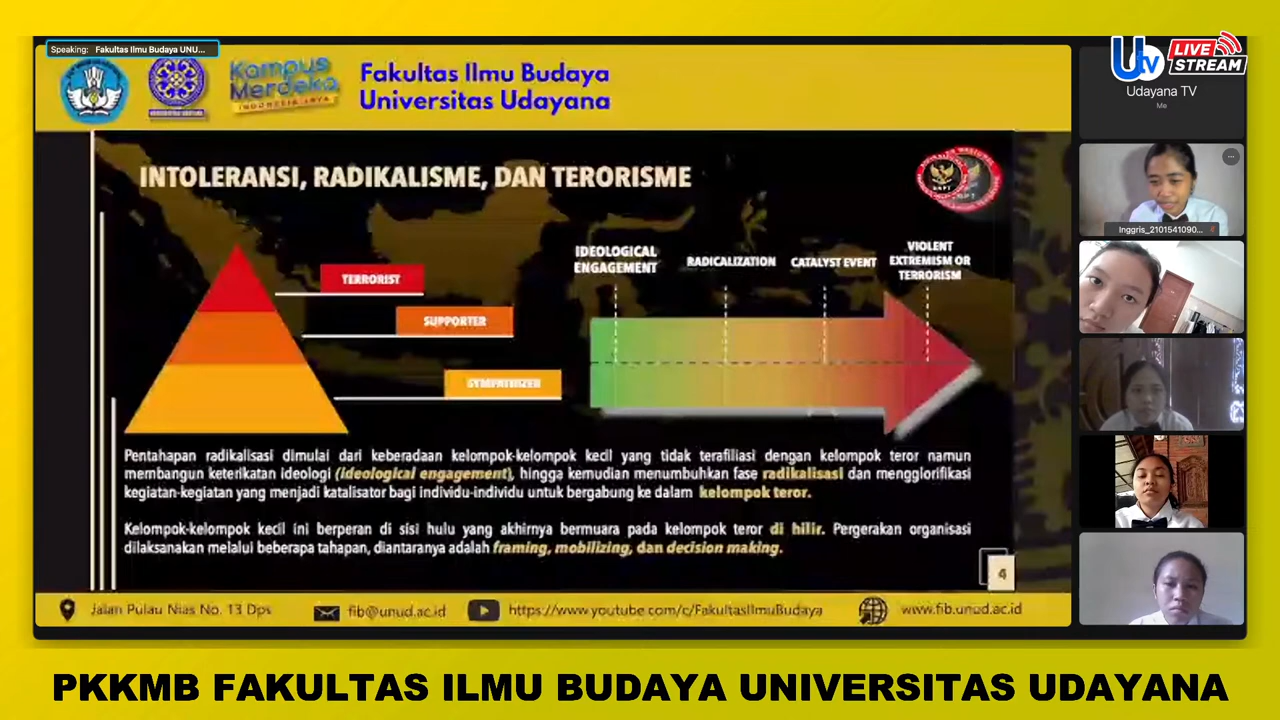 Speaking: Fakultas Ilmu Budaya UNU...
Kampus
Merdeka
INDONESIA JAYA
Fakultas Ilmu Budaya
Universitas Udayana
UTV LIVE
STREAM
Udayana TV
Me
INTOLERANSI, RADIKALISME, DAN TERORISME
TERRORIST
SUPPORTER
SYMPATHIZER
IDEOLOGICAL
ENGAGEMENT
RADICALIZATION
CATALYST EVENT
VIOLENT
EXTREMISM OR
TERRORISM
Inggris_2101541090...
Pentahapan radikalisasi dimulai dari keberadaan kelompok-kelompok kecil yang tidak terafiliasi dengan kelompok teror namun
membangun keterikatan ideologi (ideological engagement), hingga kemudian menumbuhkan fase radikalisasi dan mengglorifikasi
kegiatan-kegiatan yang menjadi katalisator bagi individu-individu untuk bergabung ke dalam kelompok teror.
Kelompok-kelompok kecil ini berperan di sisi hulu yang akhirnya bermuara pada kelompok teror di hilir. Pergerakan organisasi
dilaksanakan melalui beberapa tahapan, diantaranya adalah framing, mobilizing, dan decision making.
4
Jalan Pulau Nias No. 13 Dps
fib@unud.ac.id
https://www.youtube.com/c/FakultasIlmuBudaya
www.fib.unud.ac.id
PKKMB FAKULTAS ILMU BUDAYA UNIVERSITAS UDAYANA